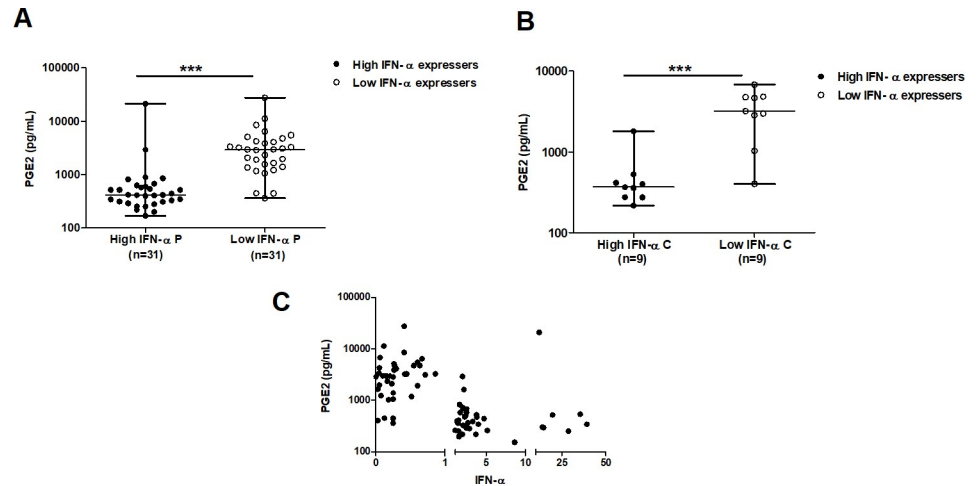 A
***
100000
10000
1000
100
PGE2 (pg/mL)
High IFN-α P
(n=31)
Low IFN-α P
(n=31)
High IFN-α expressers
Low IFN-α expressers
B
***
10000
1000
100
PGE2 (pg/mL)
High IFN-α C
(n=9)
Low IFN-α C
(n=9)
High IFN-α expressers
Low IFN-α expressers
C
100000
10000
1000
100
PGE2 (pg/mL)
0 1 5 10 25 50
IFN-α